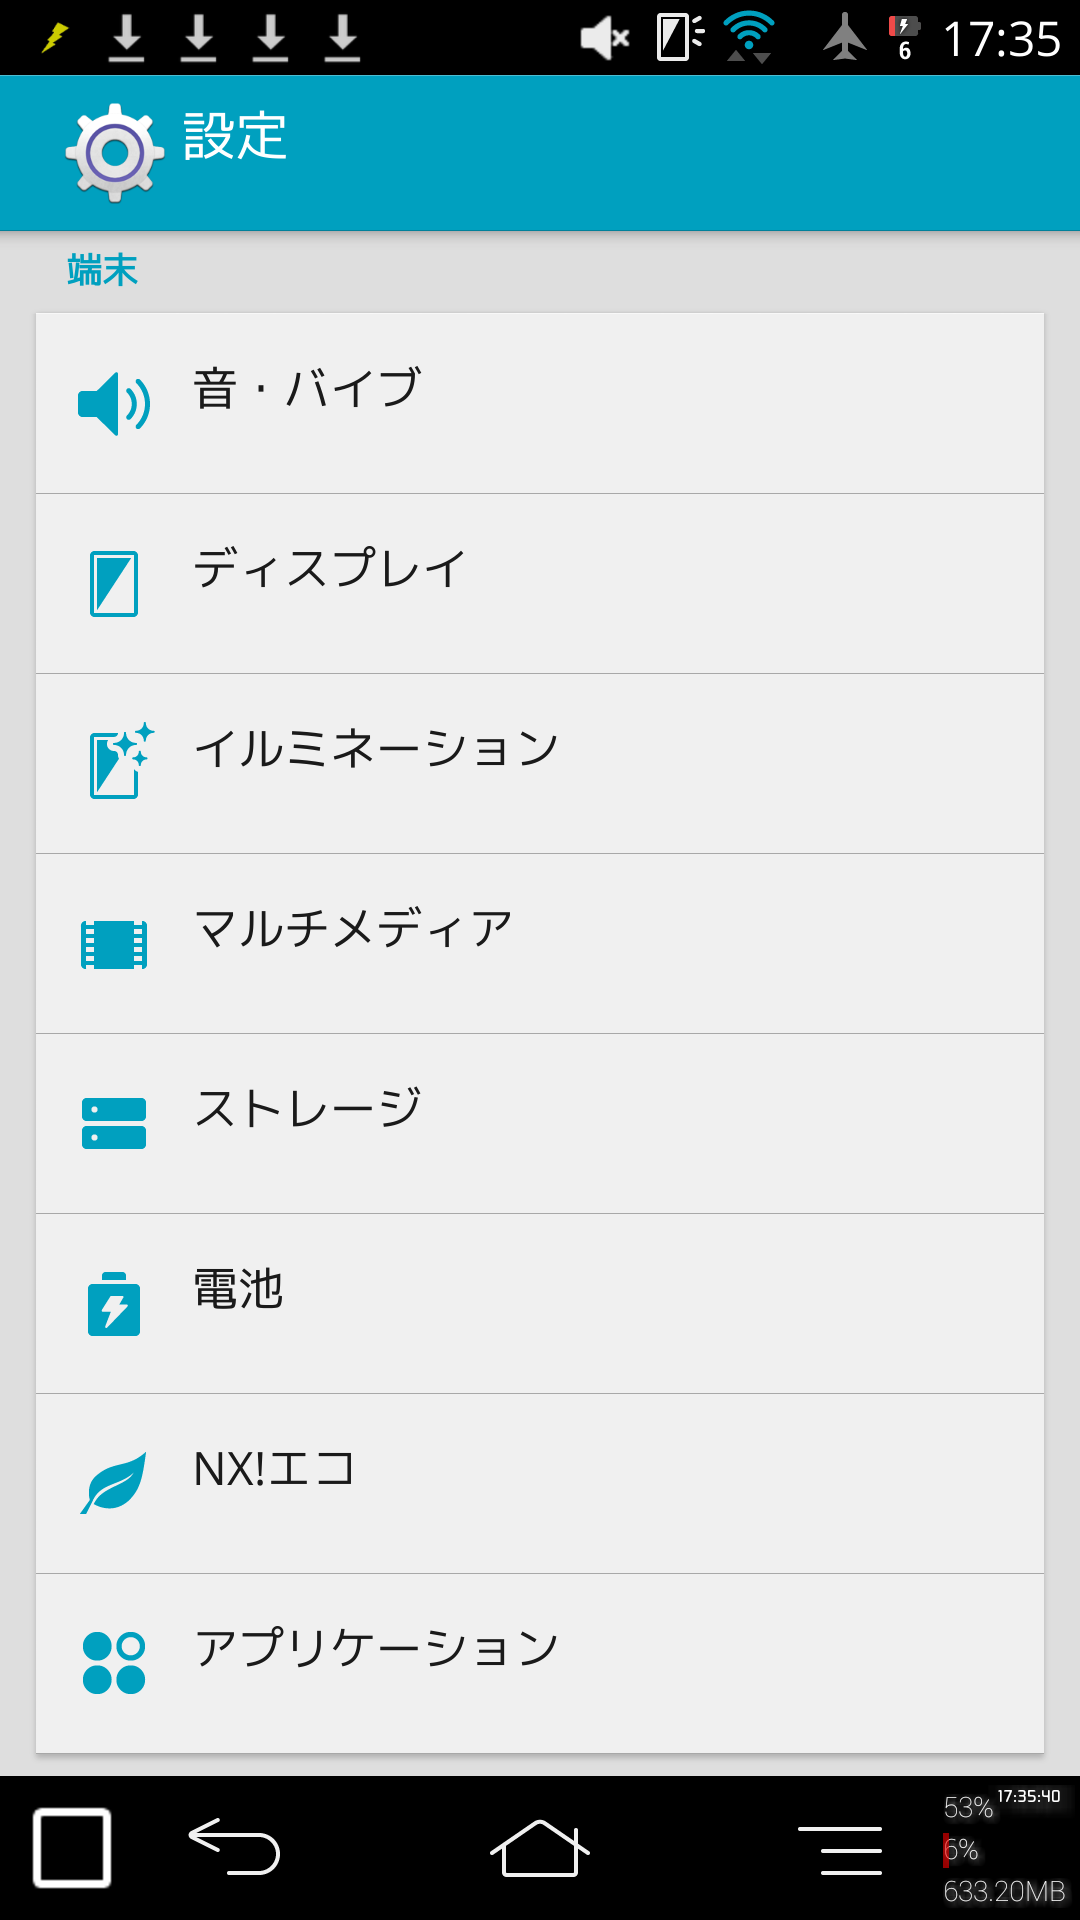 6
17:35
設定
端末
音・バイブ
ディスプレイ
イルミネーション
マルチメディア
ストレージ
電池
NX!エコ
アプリケーション
17:35:40
53%
6%
633.20MB